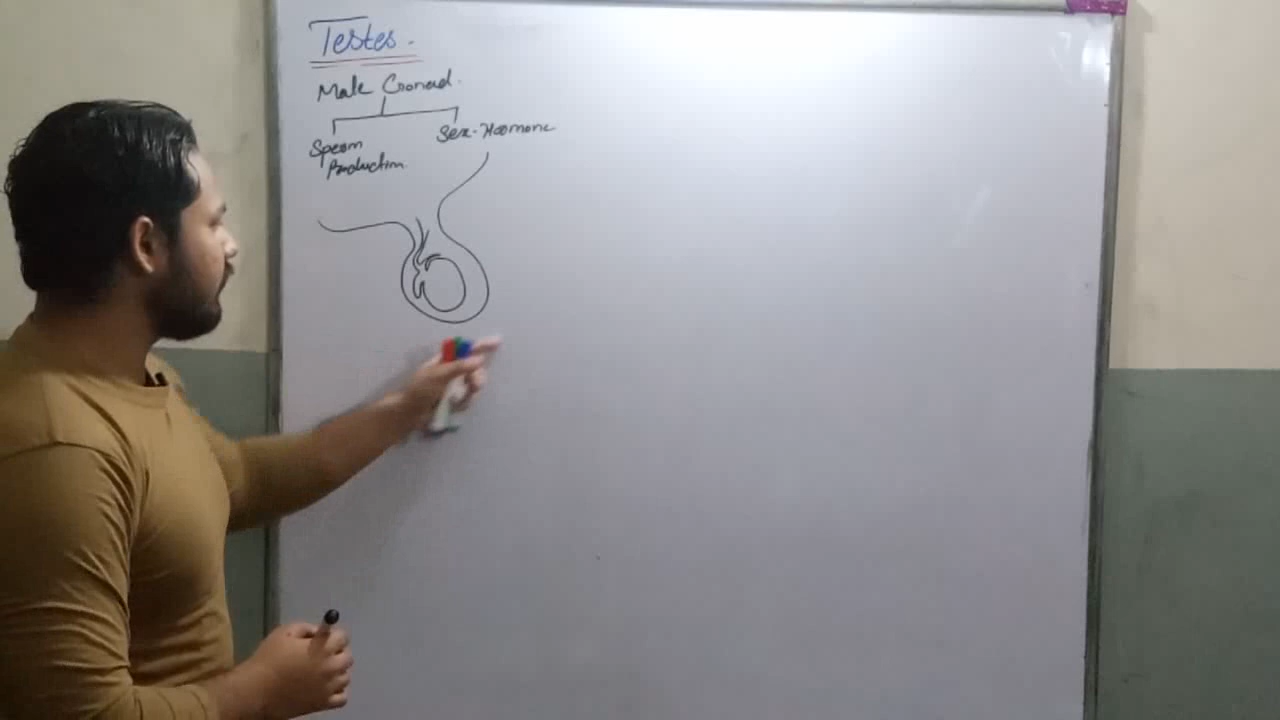 Testes.
Male Gonad.
Sperm
Sex-Hormone
Production.